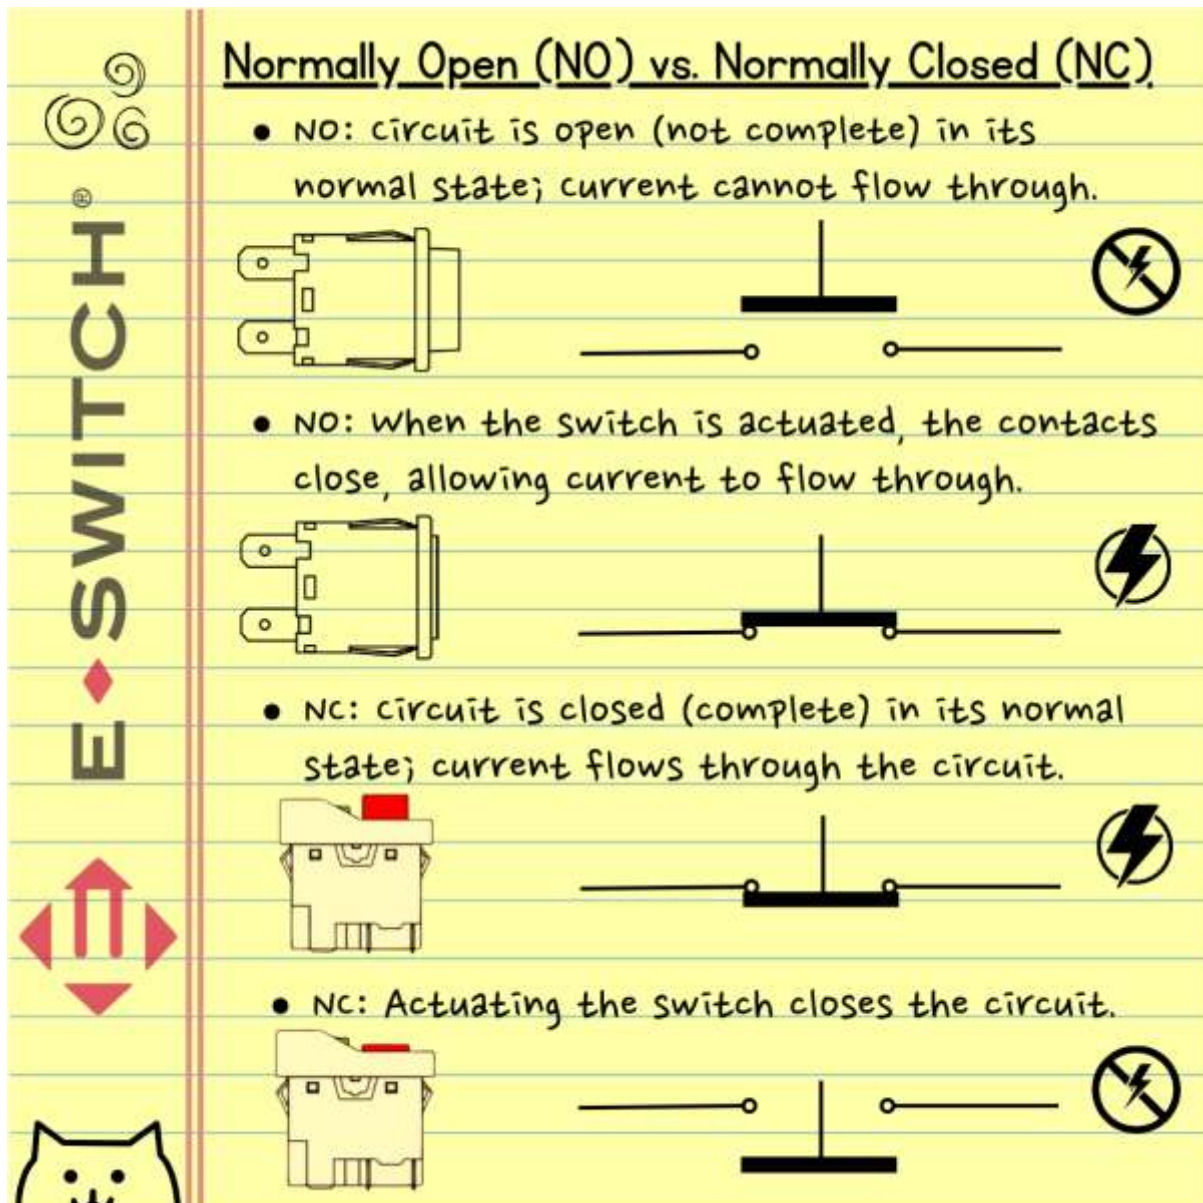 Normally Open (NO) vs. Normally Closed (NC)
• NO: Circuit is open (not complete) in its
normal state; current cannot flow through.
• NO: When the switch is actuated, the contacts
close, allowing current to flow through.
• NC: Circuit is closed (complete) in its normal
state; current flows through the circuit.
• NC: Actuating the switch closes the circuit.
E♦SWITCH®